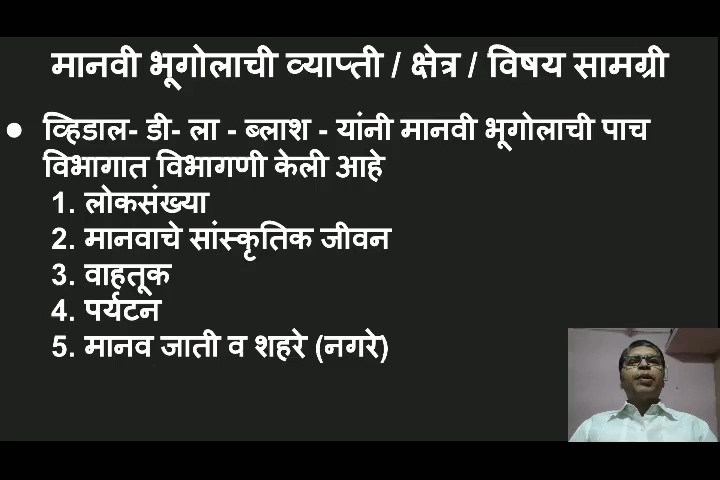 मानवी भूगोलाची व्याप्ती / क्षेत्र / विषय सामग्री
● व्हिडाल- डी- ला - ब्लाश - यांनी मानवी भूगोलाची पाच
विभागात विभागणी केली आहे
1. लोकसंख्या
2. मानवाचे सांस्कृतिक जीवन
3. वाहतूक
4. पर्यटन
5. मानव जाती व शहरे (नगरे)